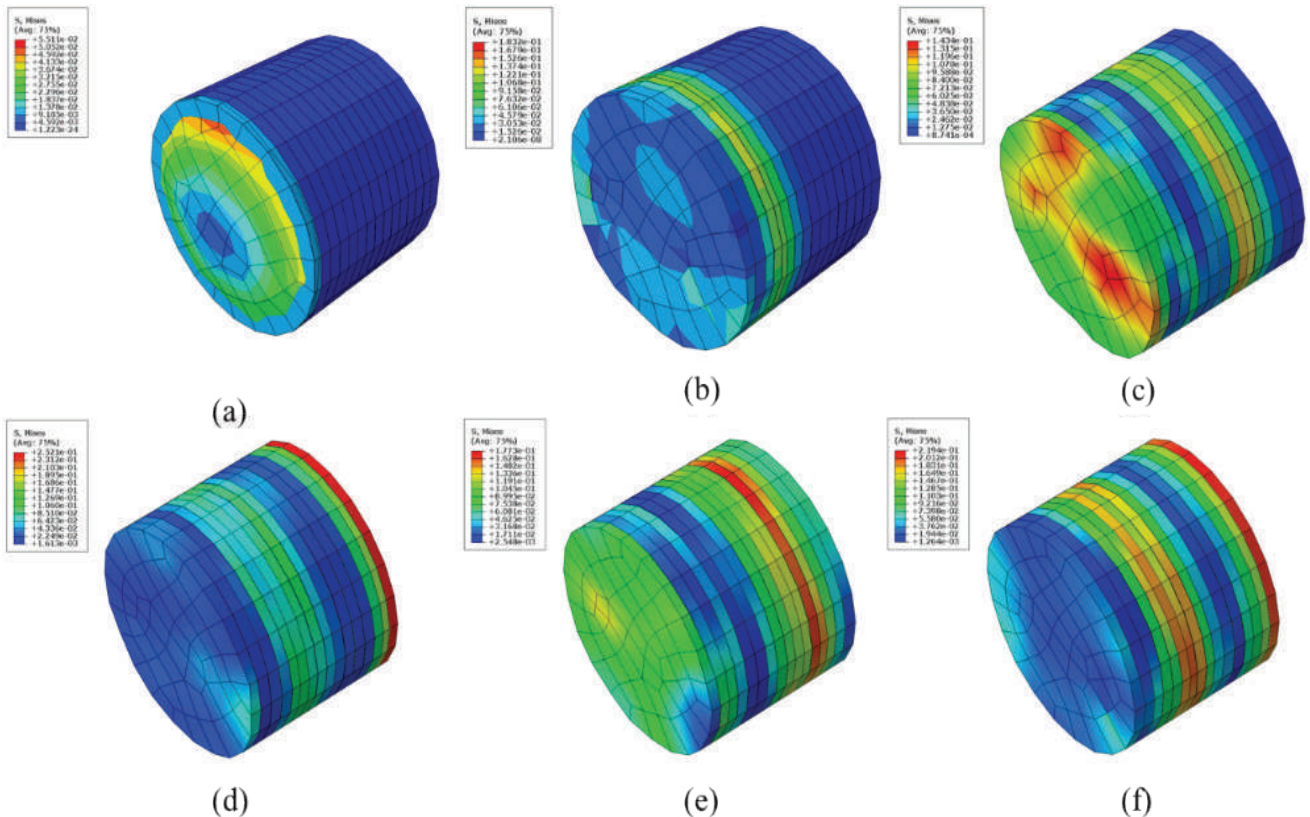 S, Mises
(Avg: 75%)
+5.511e-02
+5.052e-02
+4.592e-02
+4.133e-02
+3.674e-02
+3.215e-02
+2.755e-02
+2.296e-02
+1.837e-02
+1.378e-02
+9.185e-03
+4.592e-03
+1.223e-24
(a)
S, Mises
(Avg: 75%)
+1.832e-01
+1.679e-01
+1.526e-01
+1.374e-01
+1.221e-01
+1.068e-01
+9.158e-02
+7.632e-02
+6.106e-02
+4.579e-02
+3.053e-02
+1.526e-02
+2.106e-08
(b)
S, Mises
(Avg: 75%)
+1.434e-01
+1.315e-01
+1.196e-01
+1.078e-01
+9.588e-02
+8.400e-02
+7.213e-02
+6.025e-02
+4.838e-02
+3.650e-02
+2.462e-02
+1.275e-02
+8.741e-04
(c)
S, Mises
(Avg: 75%)
+2.521e-01
+2.312e-01
+2.103e-01
+1.895e-01
+1.686e-01
+1.477e-01
+1.269e-01
+1.060e-01
+8.510e-02
+6.423e-02
+4.336e-02
+2.249e-02
+1.613e-03
(d)
S, Mises
(Avg: 75%)
+1.773e-01
+1.628e-01
+1.482e-01
+1.336e-01
+1.191e-01
+1.045e-01
+8.995e-02
+7.538e-02
+6.081e-02
+4.625e-02
+3.168e-02
+1.711e-02
+2.548e-03
(e)
S, Mises
(Avg: 75%)
+2.194e-01
+2.012e-01
+1.831e-01
+1.649e-01
+1.467e-01
+1.285e-01
+1.103e-01
+9.216e-02
+7.398e-02
+5.580e-02
+3.762e-02
+1.944e-02
+1.264e-03
(f)